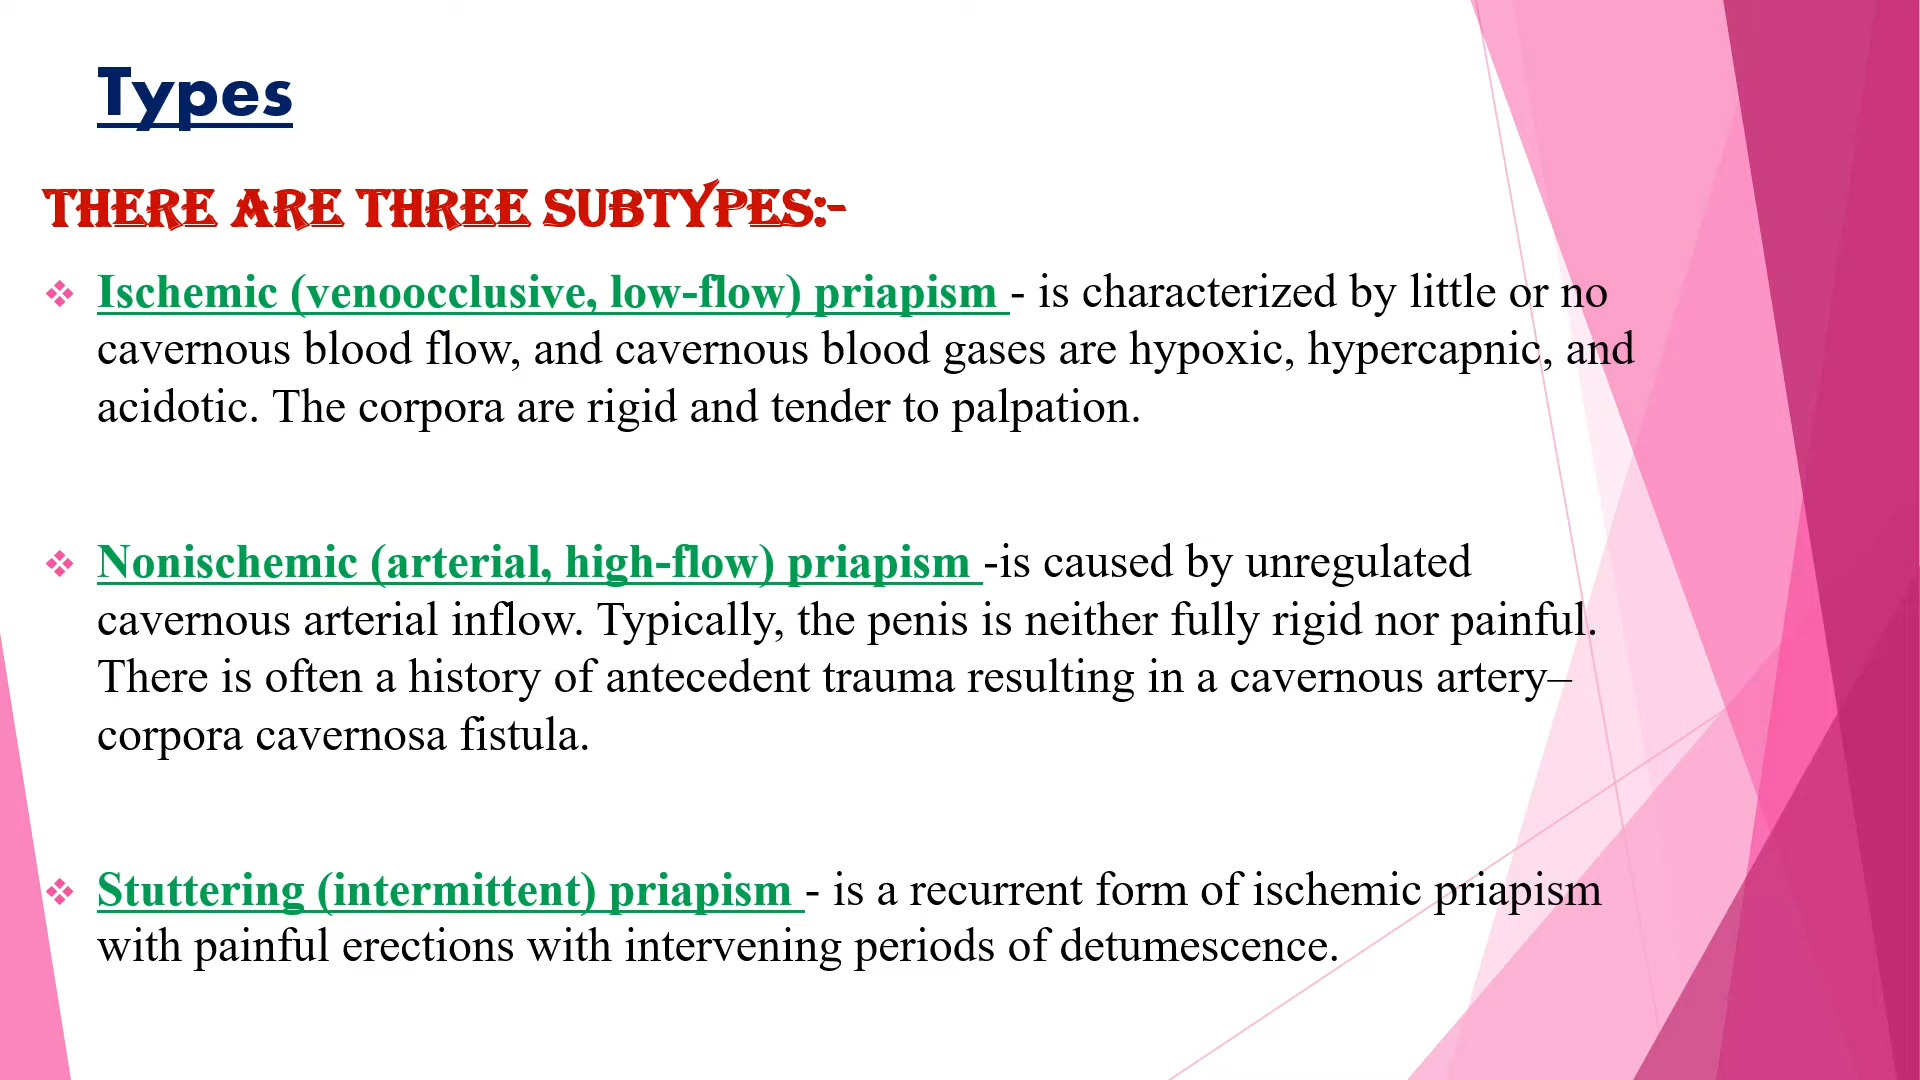 Types
THERE ARE THREE SUBTYPES:-
❖ Ischemic (venoocclusive, low-flow) priapism - is characterized by little or no
cavernous blood flow, and cavernous blood gases are hypoxic, hypercapnic, and
acidotic. The corpora are rigid and tender to palpation.
❖ Nonischemic (arterial, high-flow) priapism -is caused by unregulated
cavernous arterial inflow. Typically, the penis is neither fully rigid nor painful.
There is often a history of antecedent trauma resulting in a cavernous artery–
corpora cavernosa fistula.
❖ Stuttering (intermittent) priapism - is a recurrent form of ischemic priapism
with painful erections with intervening periods of detumescence.